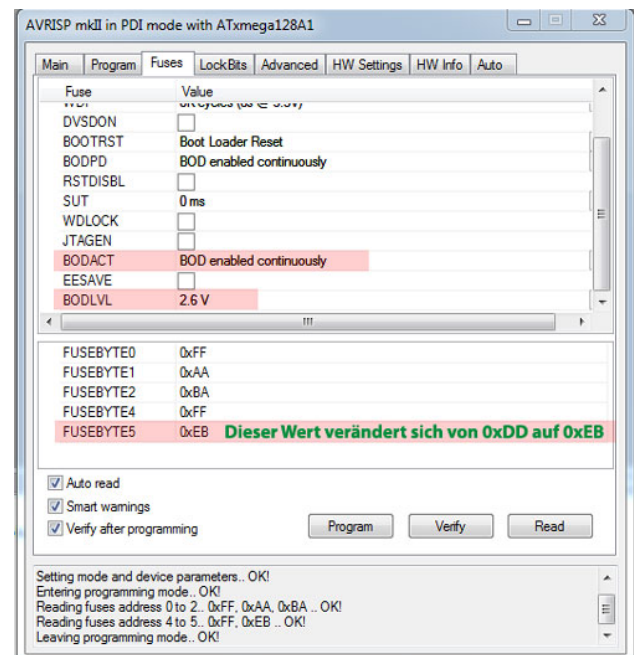 AVRISP mkII in PDI mode with ATxmega128A1
Main Program Fuses LockBits Advanced HW Settings HW Info Auto
Fuse Value
DVSDON
BOOTRST Boot Loader Reset
BODPD BOD enabled continuously
RSTDISBL
SUT 0 ms
WDLOCK
JTAGEN
BODACT BOD enabled continuously
EESAVE
BODLVL 2.6 V
FUSEBYTE0 0xFF
FUSEBYTE1 0xAA
FUSEBYTE2 0xBA
FUSEBYTE4 0xFF
FUSEBYTE5 0xEB Dieser Wert verändert sich von 0xDD auf 0xEB
Auto read
Smart warnings
Verify after programming Program Verify Read
Setting mode and device parameters.. OK!
Entering programming mode.. OK!
Reading fuses address 0 to 2.. 0xFF, 0xAA, 0xBA .. OK!
Reading fuses address 4 to 5.. 0xFF, 0xEB .. OK!
Leaving programming mode.. OK!